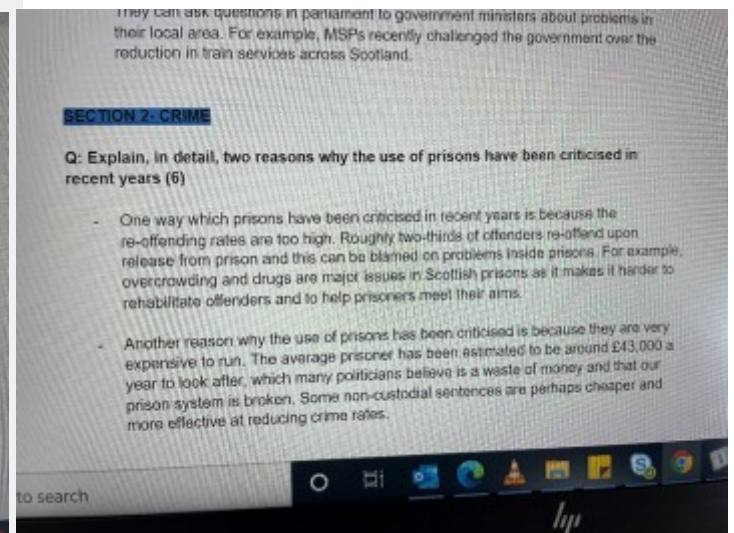 They can ask questions in parliament to government ministers about problems in
their local area. For example, MSPs recently challenged the government over the
reduction in train services across Scotland.
SECTION 2- CRIME
Q: Explain, in detail, two reasons why the use of prisons have been criticised in
recent years (6)
- One way which prisons have been criticised in recent years is because the
re-offending rates are too high. Roughly two-thirds of offenders re-offend upon
release from prison and this can be blamed on problems inside prisons. For example,
overcrowding and drugs are major issues in Scottish prisons as it makes it harder to
rehabilitate offenders and to help prisoners meet their aims.
- Another reason why the use of prisons has been criticised is because they are very
expensive to run. The average prisoner has been estimated to be around £43,000 a
year to look after, which many politicians believe is a waste of money and that our
prison system is broken. Some non-custodial sentences are perhaps cheaper and
more effective at reducing crime rates.
to search
hp